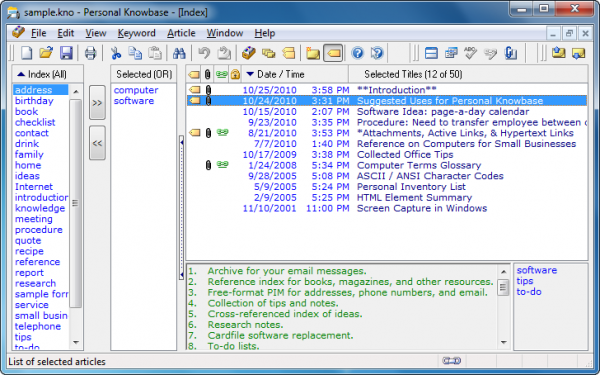 sample.kno - Personal Knowbase - [Index]
File Edit View Keyword Article Window Help
Index (All)
address
birthday
book
checklist
contact
drink
family
home
ideas
Internet
introduction
knowledge
meeting
procedure
quote
recipe
reference
report
research
sample form
service
small busin
telephone
tips
to-do
>>
<<
Selected (OR)
computer
software
Date / Time Selected Titles (12 of 50)
10/25/2010 3:58 PM **Introduction**
10/24/2010 3:31 PM Suggested Uses for Personal Knowbase
10/15/2010 2:07 PM Software Idea: page-a-day calendar
9/23/2010 3:35 PM Procedure: Need to transfer employee between
8/21/2010 3:53 PM *Attachments, Active Links, & Hypertext Links
7/7/2010 1:40 PM Reference on Computers for Small Businesses
10/17/2009 3:38 PM Collected Office Tips
1/24/2008 5:34 PM Computer Terms Glossary
9/28/2005 5:08 PM ASCII / ANSI Character Codes
5/9/2005 5:24 PM Personal Inventory List
2/9/2005 5:25 PM HTML Element Summary
11/10/2001 11:00 PM Screen Capture in Windows
1. Archive for your email messages.
2. Reference index for books, magazines, and other resources.
3. Free-format PIM for addresses, phone numbers, and email.
4. Collection of tips and notes.
5. Cross-referenced index of ideas.
6. Research notes.
7. Cardfile software replacement.
8. To-do lists.
software
tips
to-do
List of selected articles